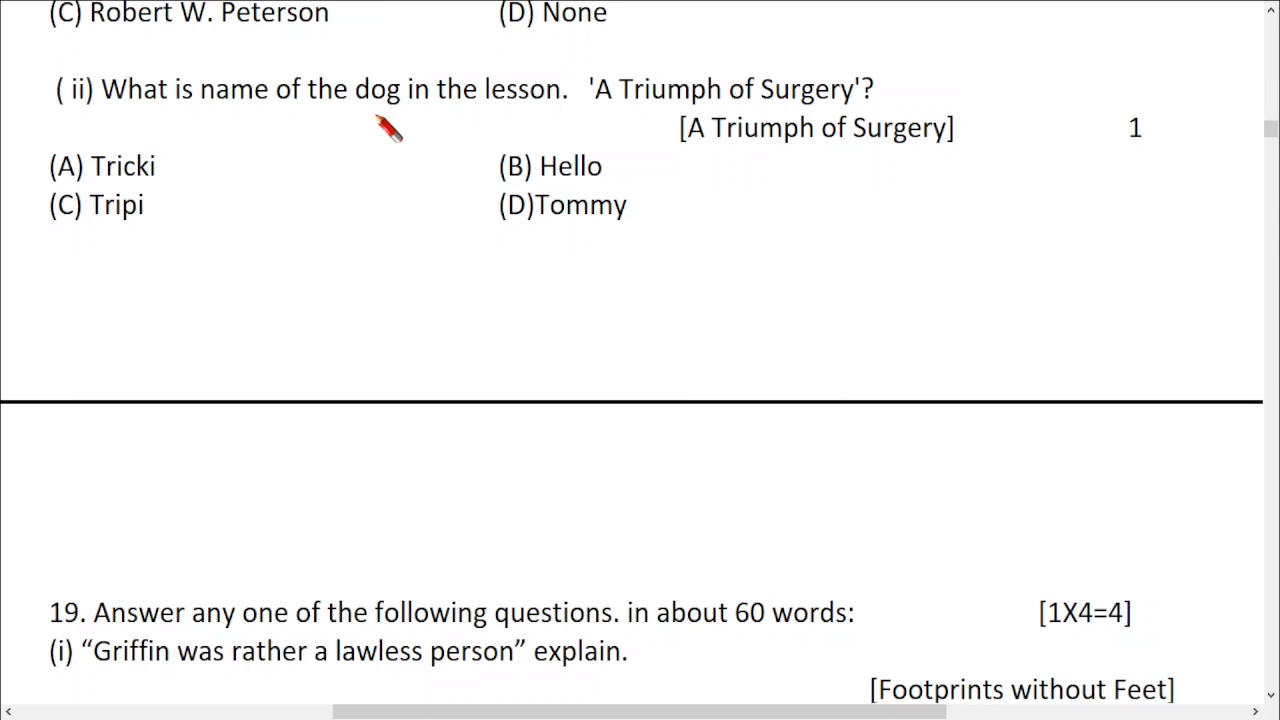 (C) Robert W. Peterson (D) None
( ii) What is name of the dog in the lesson. 'A Triumph of Surgery'?
[A Triumph of Surgery] 1
(A) Tricki (B) Hello
(C) Tripi (D)Tommy
19. Answer any one of the following questions. in about 60 words: [1X4=4]
(i) “Griffin was rather a lawless person” explain.
[Footprints without Feet]